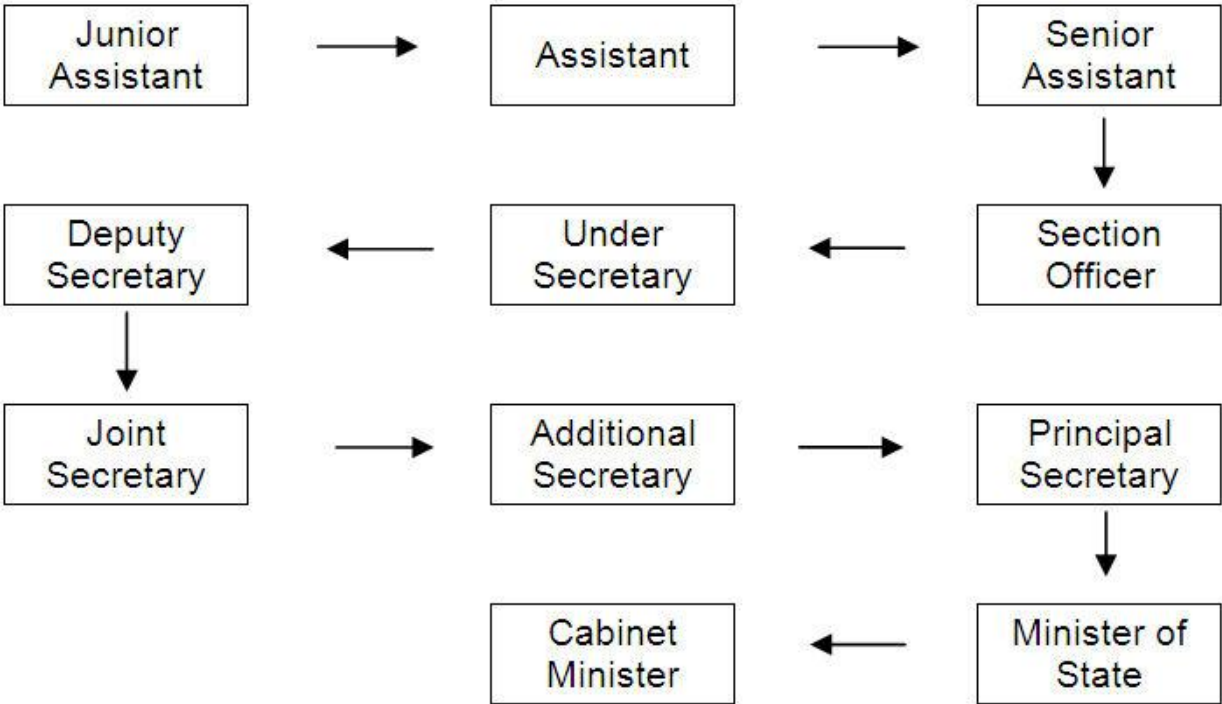 Junior
Assistant
Assistant
Senior
Assistant
Section
Officer
Under
Secretary
Deputy
Secretary
Joint
Secretary
Additional
Secretary
Principal
Secretary
Minister of
State
Cabinet
Minister